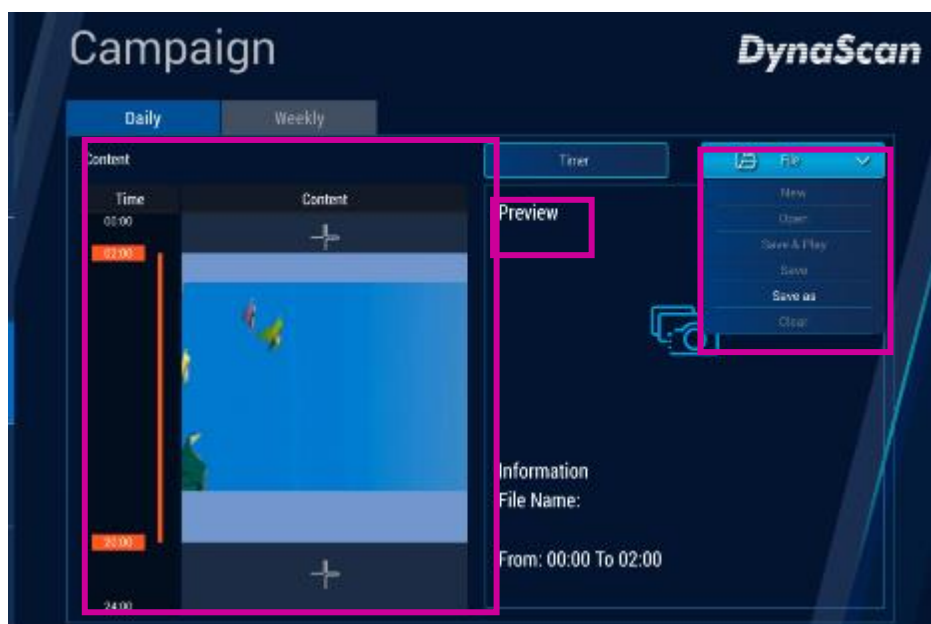 Campaign
DynaScan
Daily
Weekly
Content
Timer
File
Time
Content
00:00
02:00
20:00
24:00
Preview
New
Open
Save & Play
Save
Save as
Clear
Information
File Name:
From: 00:00 To 02:00